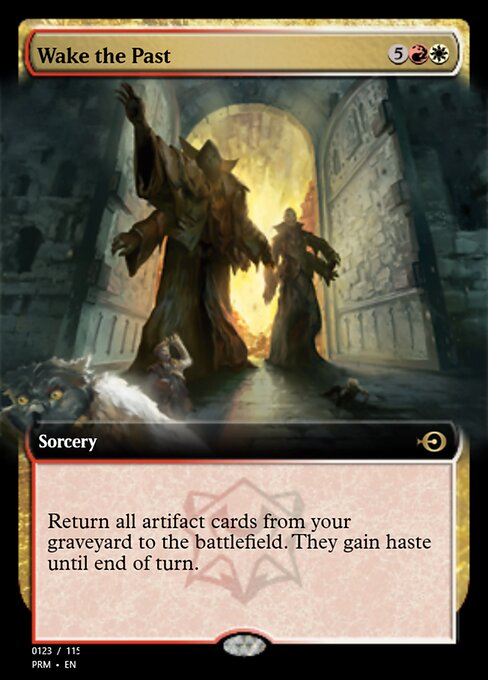 Wake the Past 5
Sorcery
Return all artifact cards from your
graveyard to the battlefield. They gain haste
until end of turn.
0123 / 115
PRM • EN